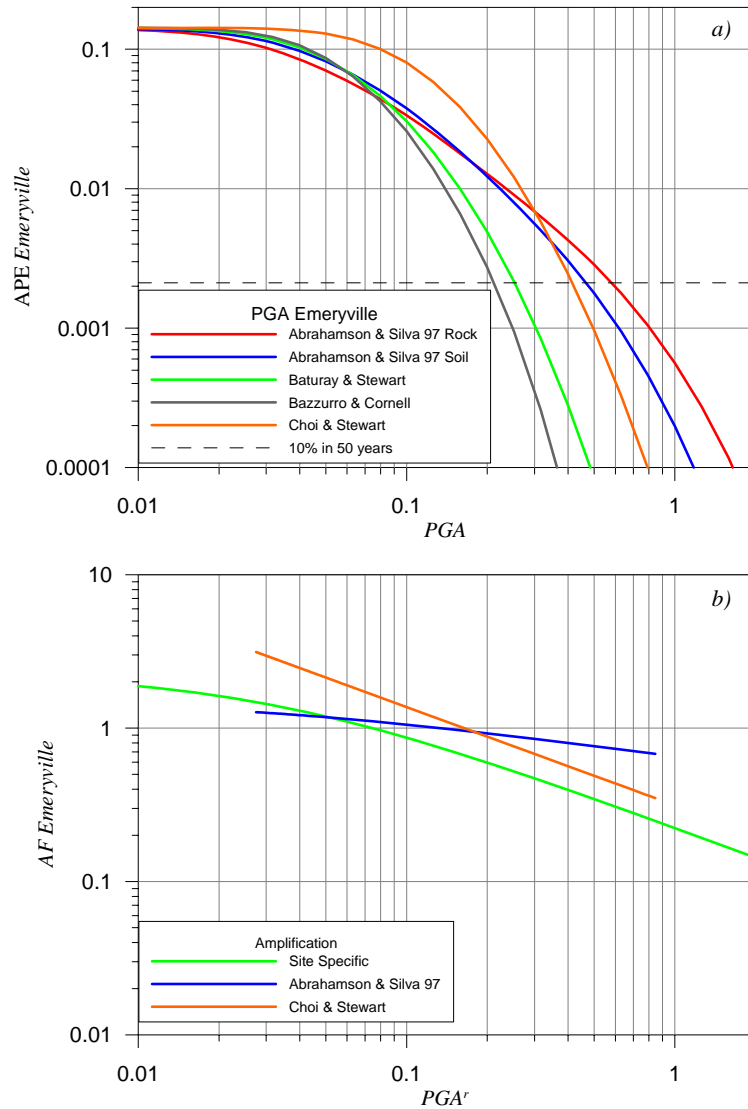 a)
0.1
0.01
0.001
0.0001
APE Emeryville
PGA Emeryville
Abrahamson & Silva 97 Rock
Abrahamson & Silva 97 Soil
Baturay & Stewart
Bazzurro & Cornell
Choi & Stewart
10% in 50 years
0.01 0.1 1
PGA
b)
10
1
0.1
0.01
AF Emeryville
Amplification
Site Specific
Abrahamson & Silva 97
Choi & Stewart
0.01 0.1 1
PGAʳ